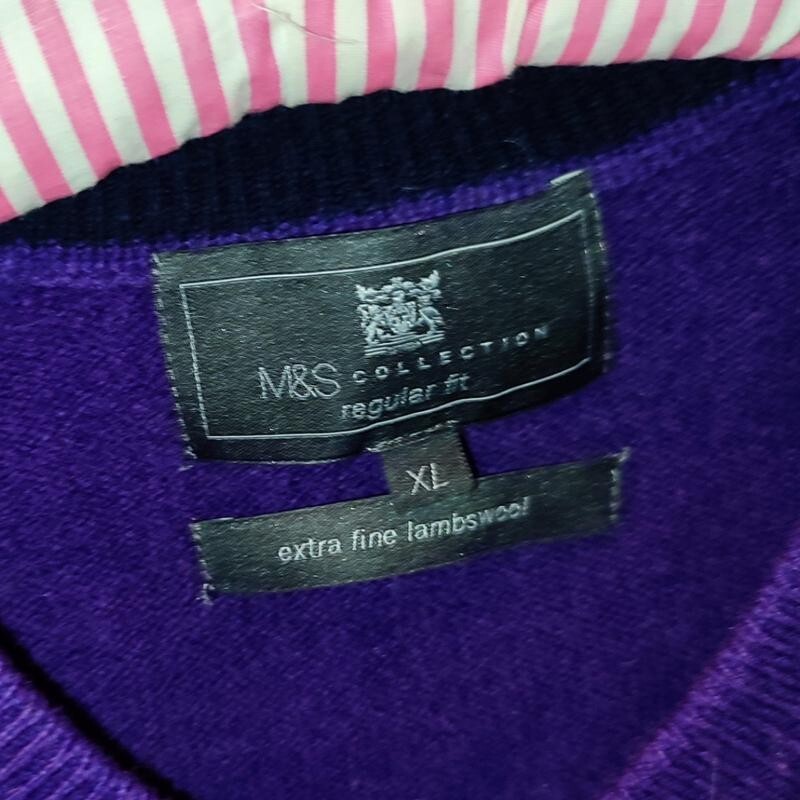 M&S COLLECTION
regular fit
XL
extra fine lambswool